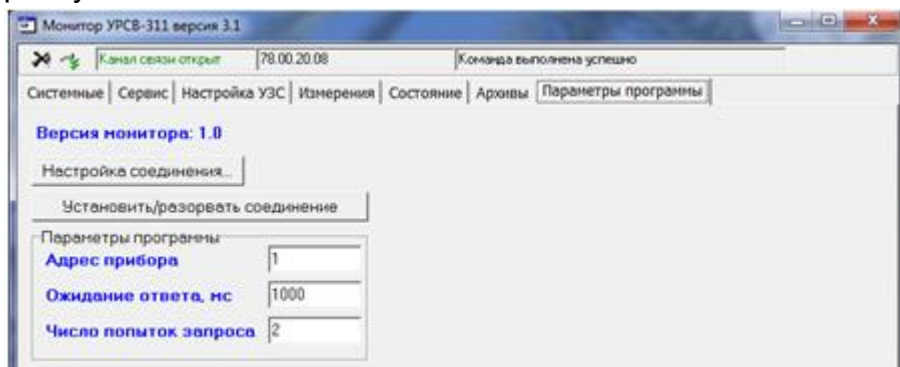 Монитор УРСВ-311 версия 3.1
Канал связи открыт 78.00.20.08 Команда выполнена успешно
Системные Сервис Настройка УЗС Измерения Состояние Архивы Параметры программы
Версия монитора: 1.0
Настройка соединения...
Установить/разорвать соединение
Параметры программы
Адрес прибора 1
Ожидание ответа, мс 1000
Число попыток запроса 2